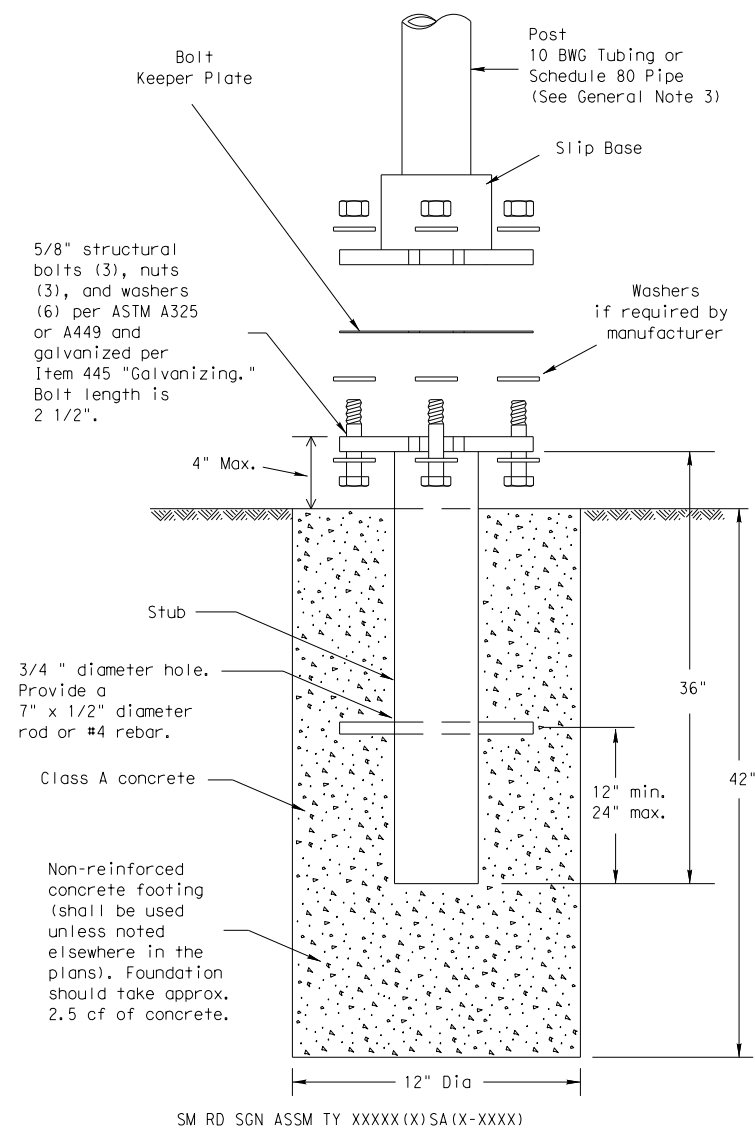 Bolt
Keeper Plate
Post
10 BWG Tubing or
Schedule 80 Pipe
(See General Note 3)
Slip Base
5/8" structural
bolts (3), nuts
(3), and washers
(6) per ASTM A325
or A449 and
galvanized per
Item 445 "Galvanizing."
Bolt length is
2 1/2".
Washers
if required by
manufacturer
4" Max.
Stub
3/4 " diameter hole.
Provide a
7" x 1/2" diameter
rod or #4 rebar.
36"
Class A concrete
12" min.
24" max.
42"
Non-reinforced
concrete footing
(shall be used
unless noted
elsewhere in the
plans). Foundation
should take approx.
2.5 cf of concrete.
12" Dia
SM RD SGN ASSM TY XXXXX(X)SA(X-XXXX)